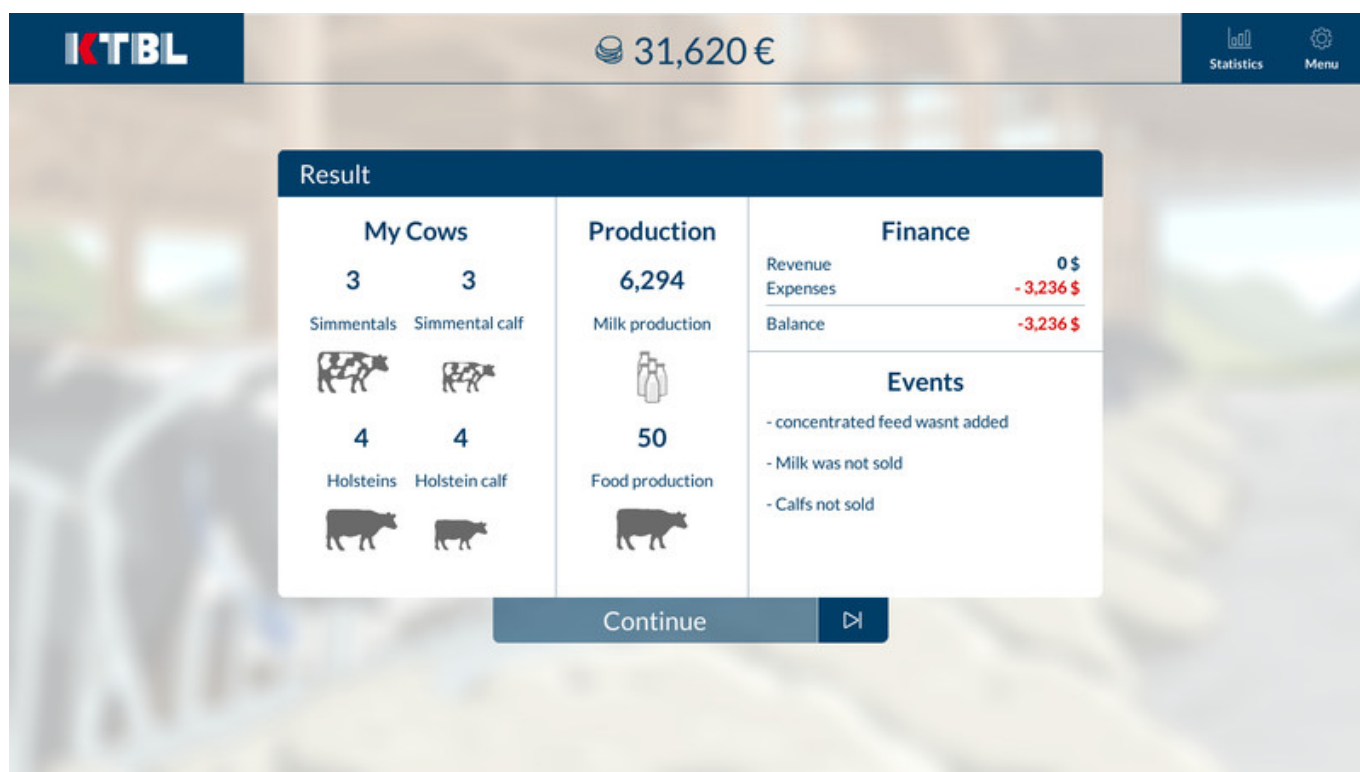 KTBL
31,620 €
Statistics
Menu
Result
My Cows
3 3
Simmentals Simmental calf
4 4
Holsteins Holstein calf
Production
6,294
Milk production
50
Food production
Finance
Revenue 0 $
Expenses - 3,236 $
Balance -3,236 $
Events
- concentrated feed wasnt added
- Milk was not sold
- Calfs not sold
Continue